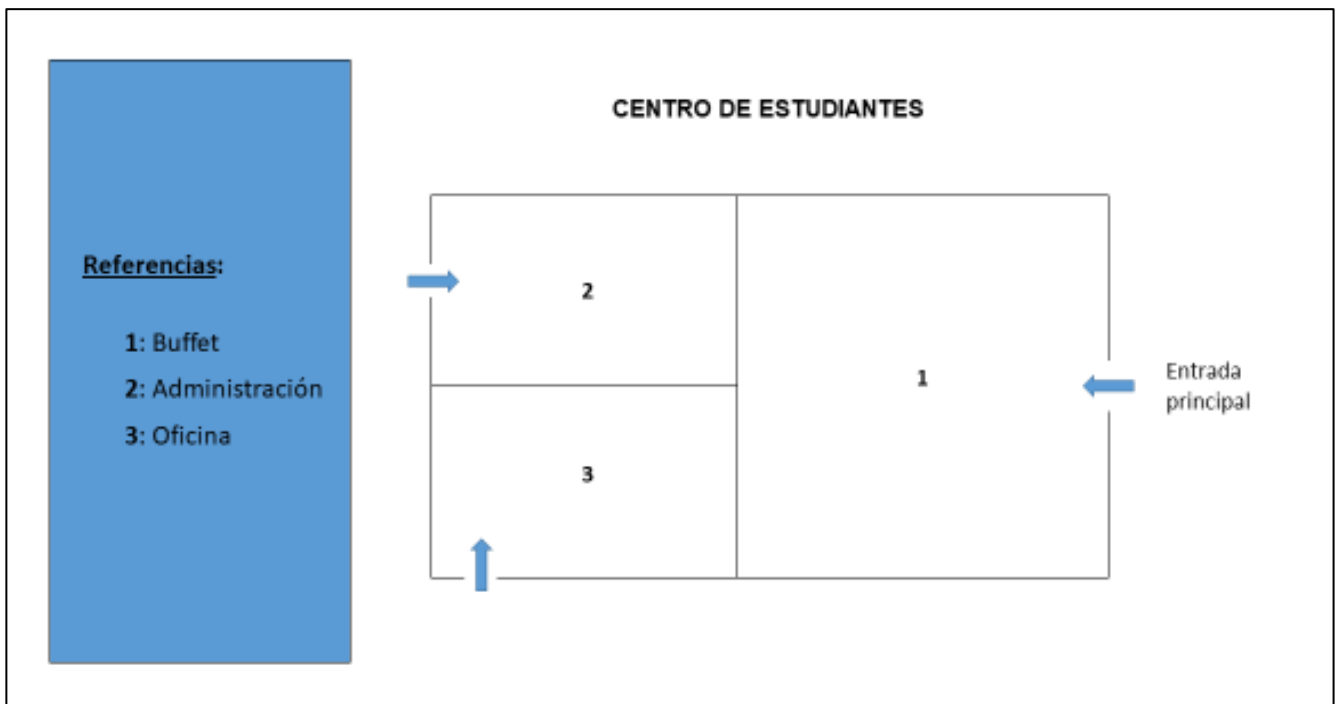 CENTRO DE ESTUDIANTES
Referencias:
1: Buffet
2: Administración
3: Oficina
2
1
3
Entrada
principal